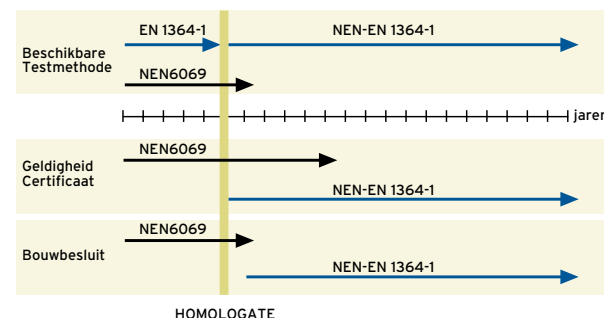 EN 1364-1
NEN-EN 1364-1
Beschikbare
Testmethode
NEN6069
jaren
NEN6069
Geldigheid
Certificaat
NEN-EN 1364-1
NEN6069
Bouwbesluit
NEN-EN 1364-1
HOMOLOGATE